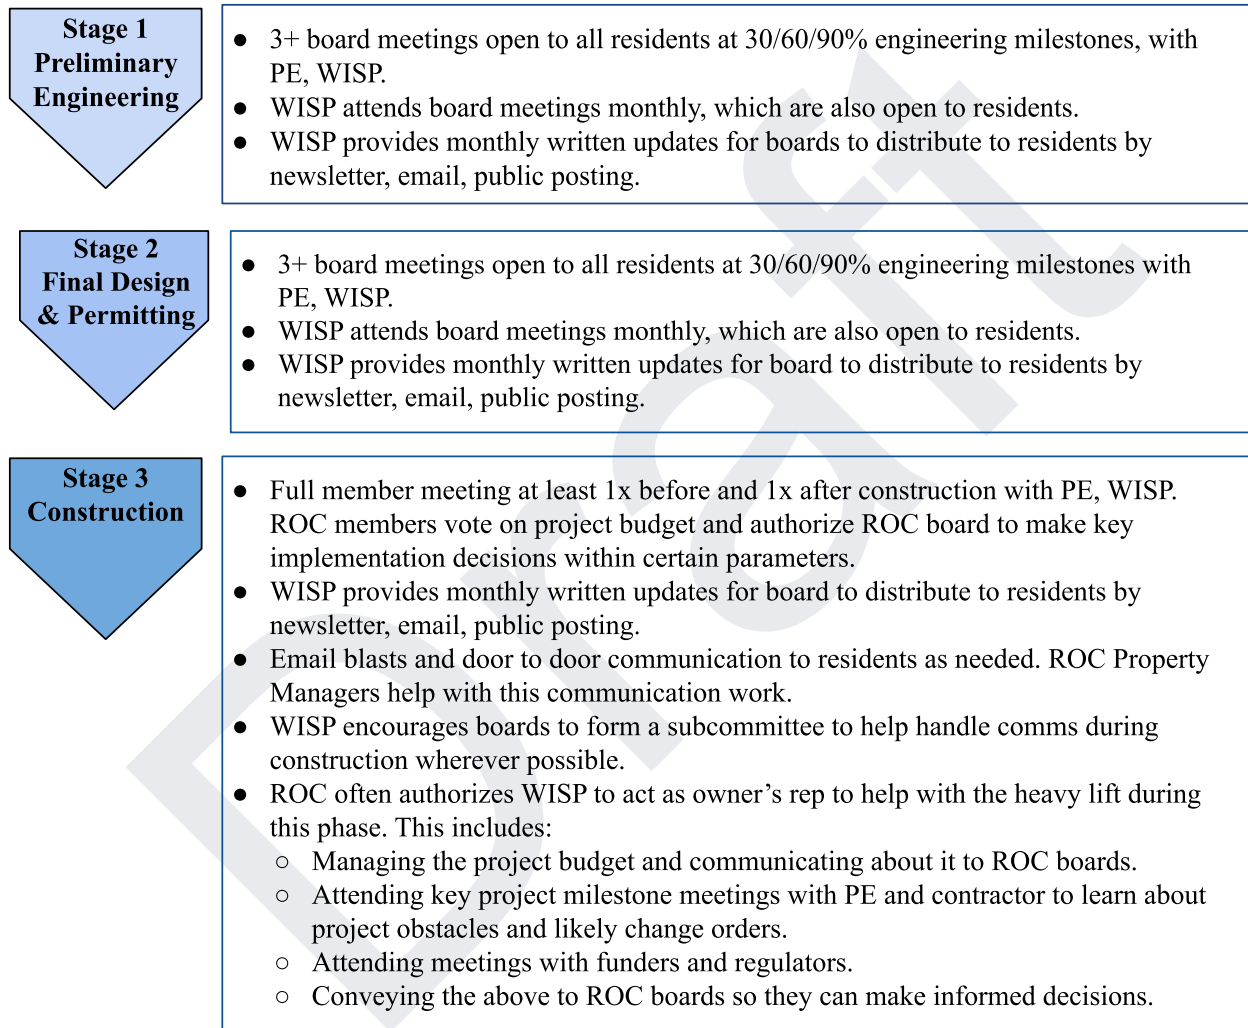 Stage 1
Preliminary
Engineering
● 3+ board meetings open to all residents at 30/60/90% engineering milestones, with
PE, WISP.
● WISP attends board meetings monthly, which are also open to residents.
● WISP provides monthly written updates for boards to distribute to residents by
newsletter, email, public posting.
Stage 2
Final Design
& Permitting
● 3+ board meetings open to all residents at 30/60/90% engineering milestones with
PE, WISP.
● WISP attends board meetings monthly, which are also open to residents.
● WISP provides monthly written updates for board to distribute to residents by
newsletter, email, public posting.
Stage 3
Construction
● Full member meeting at least 1x before and 1x after construction with PE, WISP.
ROC members vote on project budget and authorize ROC board to make key
implementation decisions within certain parameters.
● WISP provides monthly written updates for board to distribute to residents by
newsletter, email, public posting.
● Email blasts and door to door communication to residents as needed. ROC Property
Managers help with this communication work.
● WISP encourages boards to form a subcommittee to help handle comms during
construction wherever possible.
● ROC often authorizes WISP to act as owner's rep to help with the heavy lift during
this phase. This includes:
○ Managing the project budget and communicating about it to ROC boards.
○ Attending key project milestone meetings with PE and contractor to learn about
project obstacles and likely change orders.
○ Attending meetings with funders and regulators.
○ Conveying the above to ROC boards so they can make informed decisions.
Draft